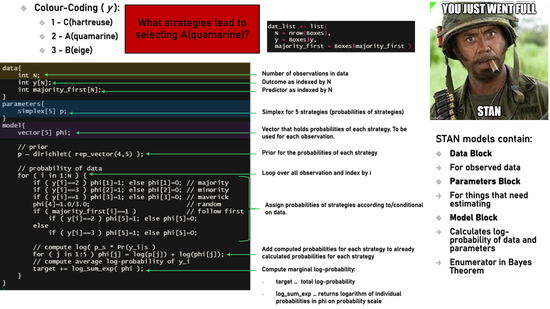 Colour-Coding ( y ):
1 - C(hartreuse)
2 - A(quamarine)
3 - B(eige)
What strategies lead to
selecting A(quamarine)?
dat_list <- list(
N = nrow(Boxes),
y = Boxes$y,
majority_first = Boxes$majority_first )
YOU JUST WENT FULL
STAN
data{
int N;
int y[N];
int majority_first[N];
}
parameters{
simplex[5] p;
}
model{
vector[5] phi;
// prior
p ~ dirichlet( rep_vector(4,5) );
// probability of data
for ( i in 1:N ) {
if ( y[i]==2 ) phi[1]=1; else phi[1]=0; // majority
if ( y[i]==3 ) phi[2]=1; else phi[2]=0; // minority
if ( y[i]==1 ) phi[3]=1; else phi[3]=0; // maverick
phi[4]=1.0/3.0; // random
if ( majority_first[i]==1 ) // follow first
if ( y[i]==2 ) phi[5]=1; else phi[5]=0;
else
if ( y[i]==3 ) phi[5]=1; else phi[5]=0;
// compute log( p_s * Pr(y_i|s )
for ( j in 1:5 ) phi[j] = log(p[j]) + log(phi[j]);
// compute average log-probability of y_i
target += log_sum_exp( phi );
}
}
Number of observations in data
Outcome as indexed by N
Predictor as indexed by N
Simplex for 5 strategies (probabilities of strategies)
Vector that holds probabilities of each strategy. To be
used for each observation.
Prior for the probabilities of each strategy
Loop over all observation and index by i
Assign probabilities of strategies according to/conditional
on data.
Add computed probabilities for each strategy to already
calculated probabilities for each strategy
Compute marginal log-probability:
target .. total log-probability
log_sum_exp .. returns logarithm of individual
probabilities in phi on probability scale
STAN models contain:
Data Block
For observed data
Parameters Block
For things that need
estimating
Model Block
Calculates log-
probability of data and
parameters
Enumerator in Bayes
Theorem